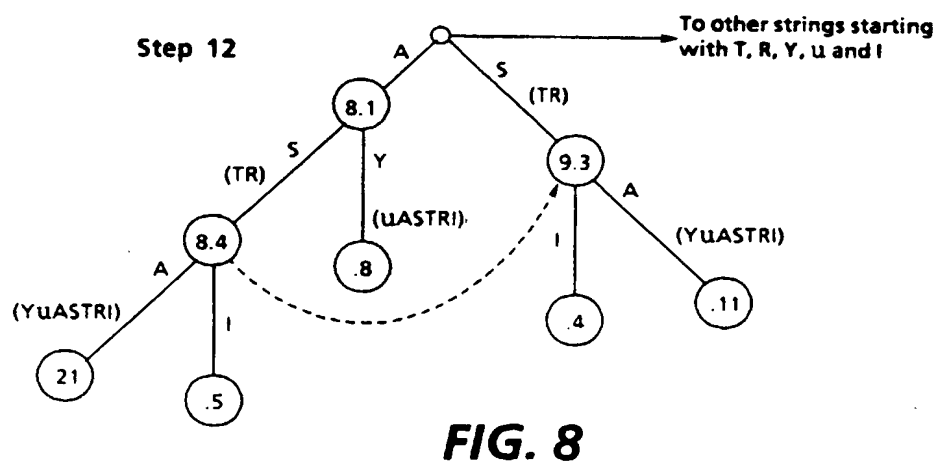 Step 12
To other strings starting
with T, R, Y, u and I
A
S
(TR)
8.1
S
(TR)
Y
9.3
A
(uASTRI)
(YuASTRI)
8.4
.8
I
A
(YuASTRI)
I
.4
.11
21
.5
FIG. 8